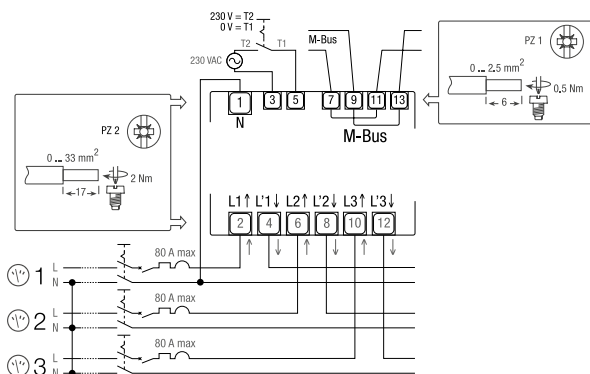 230 V = T2
0 V = T1
T2 T1
230 VAC
M-Bus
1 3 5 7 9 11 13
N
M-Bus
PZ 1
0 ... 2.5 mm²
0.5 Nm
6
PZ 2
0 ... 33 mm²
2 Nm
17
L1↑ L'1↓ L2↑ L'2↓ L3↑ L'3↓
2 4 6 8 10 12
80 A max
1 L
N
80 A max
2 L
N
80 A max
3 L
N